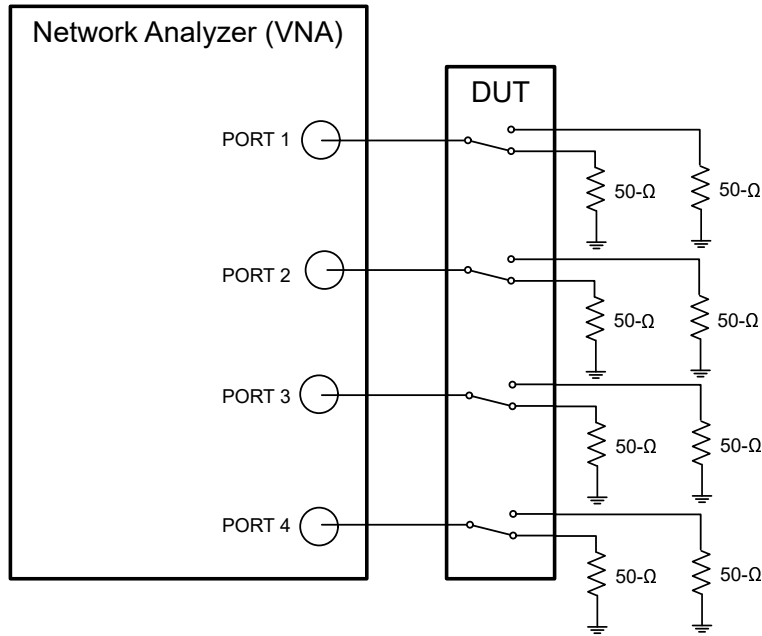 Network Analyzer (VNA)
DUT
PORT 1
50-Ω
50-Ω
PORT 2
50-Ω
50-Ω
PORT 3
50-Ω
50-Ω
PORT 4
50-Ω
50-Ω